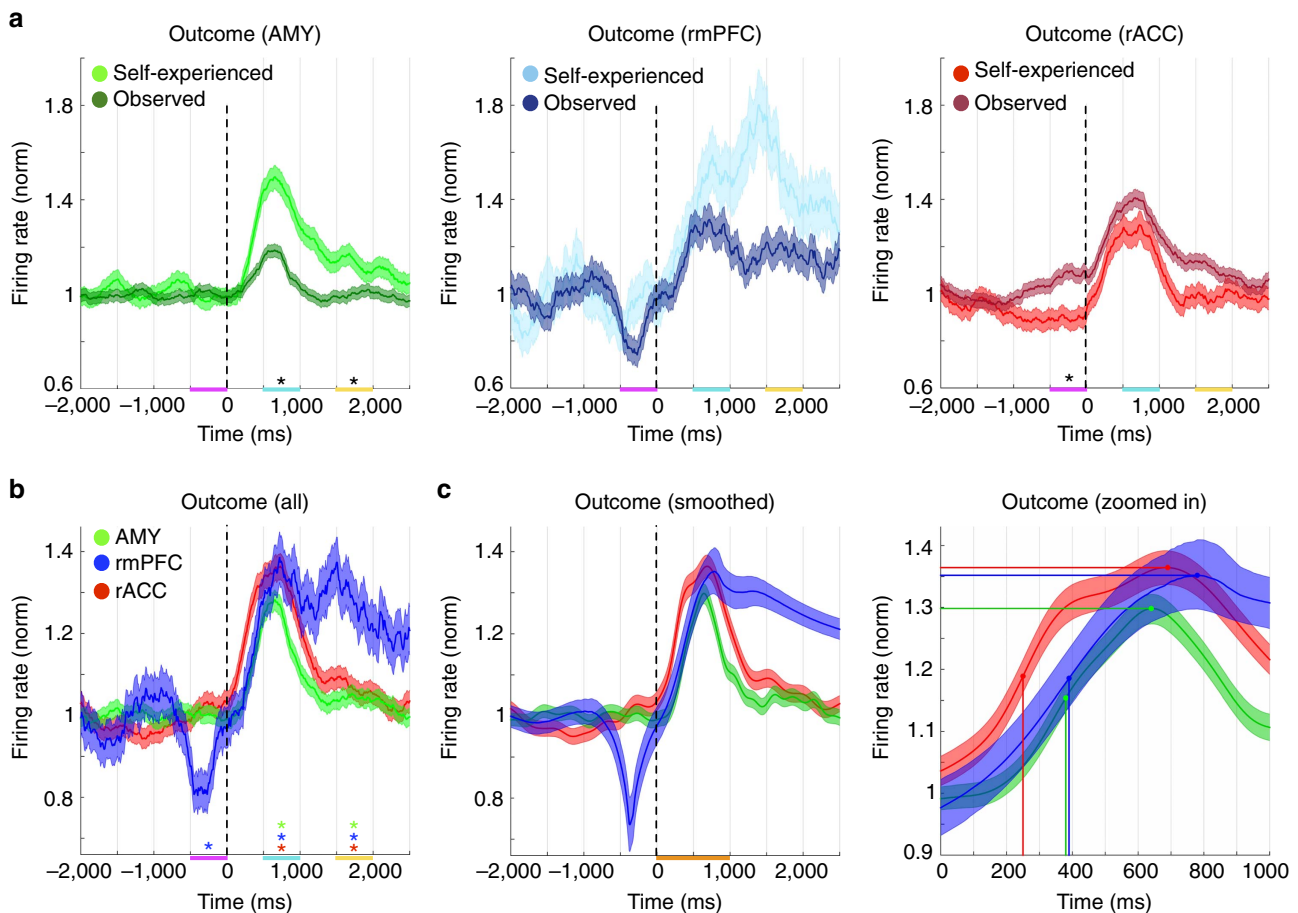 a
Outcome (AMY)
Self-experienced
Observed
Firing rate (norm)
1.8
1.4
1
0.6
*
*
−2,000 −1,000 0 1,000 2,000
Time (ms)
Outcome (rmPFC)
Self-experienced
Observed
Firing rate (norm)
1.8
1.4
1
0.6
−2,000 −1,000 0 1,000 2,000
Time (ms)
Outcome (rACC)
Self-experienced
Observed
Firing rate (norm)
1.8
1.4
1
0.6
*
−2,000 −1,000 0 1,000 2,000
Time (ms)
b
Outcome (all)
AMY
rmPFC
rACC
Firing rate (norm)
1.4
1.2
1
0.8
* *
* * *
* *
−2,000 −1,000 0 1,000 2,000
Time (ms)
c
Outcome (smoothed)
Firing rate (norm)
1.4
1.2
1
0.8
−2,000 −1,000 0 1,000 2,000
Time (ms)
Outcome (zoomed in)
Firing rate (norm)
1.4
1.3
1.2
1.1
1
0.9
0 200 400 600 800 1000
Time (ms)